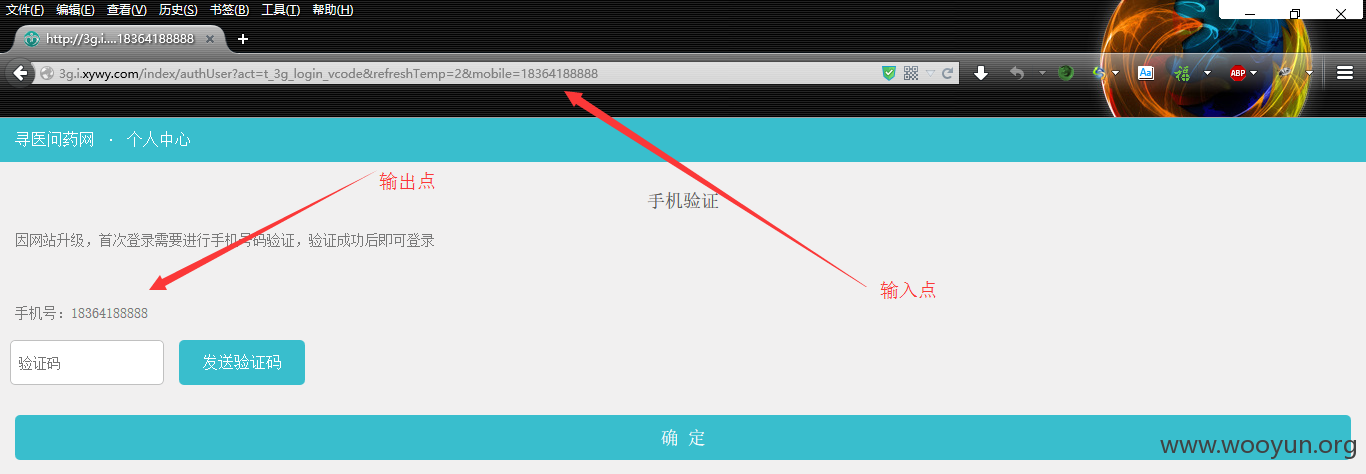 文件(F) 编辑(E) 查看(V) 历史(S) 书签(B) 工具(T) 帮助(H)
http://3g.i....18364188888
3g.i.xywy.com/index/authUser?act=t_3g_login_vcode&refreshTemp=2&mobile=18364188888
Aa 福 ABP
寻医问药网 · 个人中心
输出点
手机验证
因网站升级，首次登录需要进行手机号码验证，验证成功后即可登录
输入点
手机号：18364188888
验证码 发送验证码
确 定
www.wooyun.org